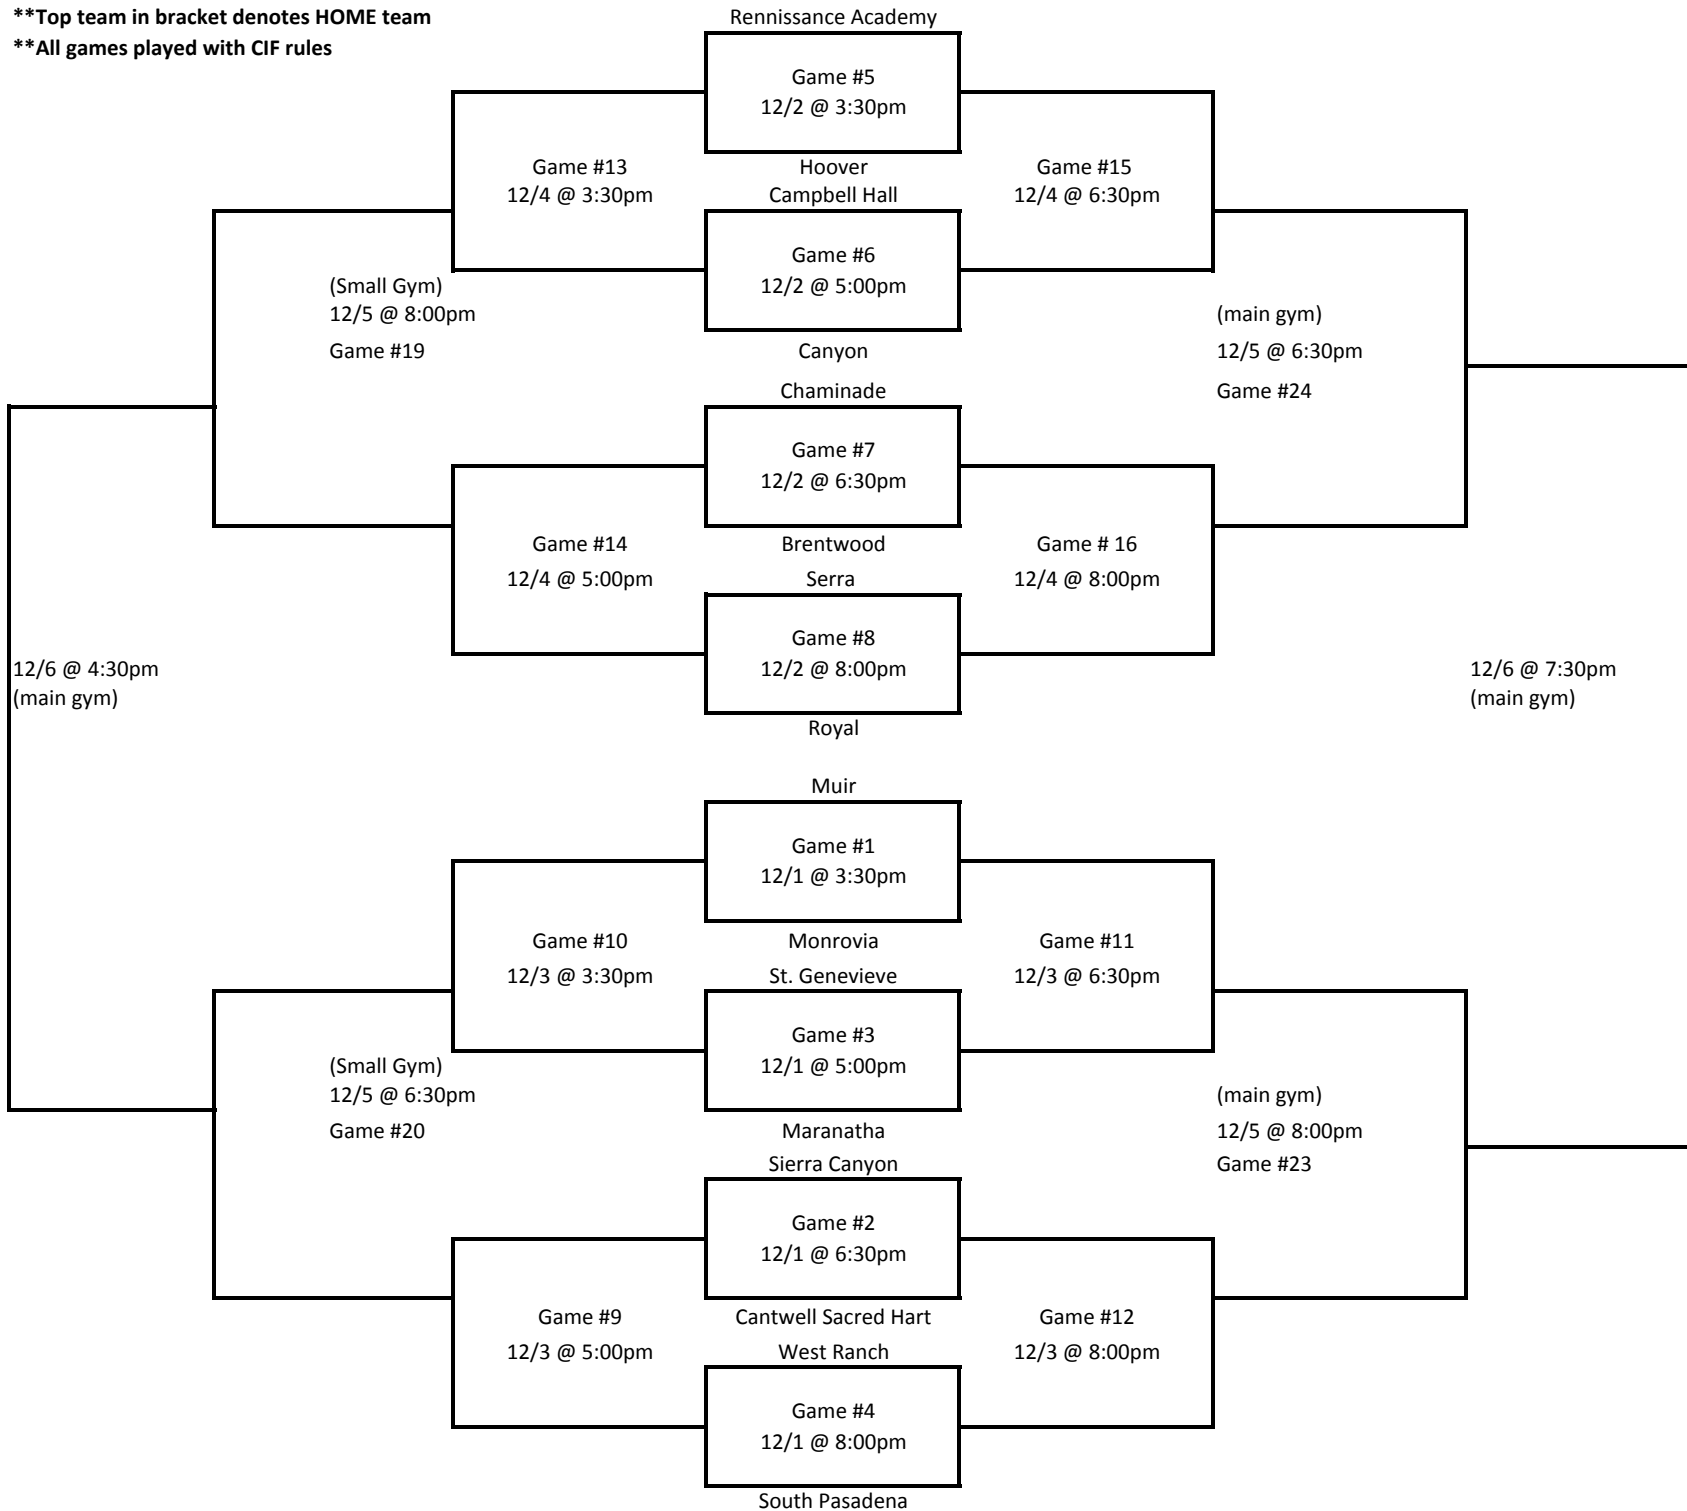 **Top team in bracket denotes HOME team
**All games played with CIF rules
Rennissance Academy
Game #5
12/2 @ 3:30pm
Game #13
12/4 @ 3:30pm
Hoover
Campbell Hall
Game #15
12/4 @ 6:30pm
Game #6
12/2 @ 5:00pm
(Small Gym)
12/5 @ 8:00pm
Game #19
Canyon
Chaminade
(main gym)
12/5 @ 6:30pm
Game #24
Game #7
12/2 @ 6:30pm
Game #14
12/4 @ 5:00pm
Brentwood
Serra
Game # 16
12/4 @ 8:00pm
Game #8
12/2 @ 8:00pm
12/6 @ 4:30pm
(main gym)
12/6 @ 7:30pm
(main gym)
Royal
Muir
Game #1
12/1 @ 3:30pm
Game #10
12/3 @ 3:30pm
Monrovia
St. Genevieve
Game #11
12/3 @ 6:30pm
Game #3
12/1 @ 5:00pm
(Small Gym)
12/5 @ 6:30pm
Game #20
Maranatha
Sierra Canyon
(main gym)
12/5 @ 8:00pm
Game #23
Game #2
12/1 @ 6:30pm
Game #9
12/3 @ 5:00pm
Cantwell Sacred Hart
West Ranch
Game #12
12/3 @ 8:00pm
Game #4
12/1 @ 8:00pm
South Pasadena